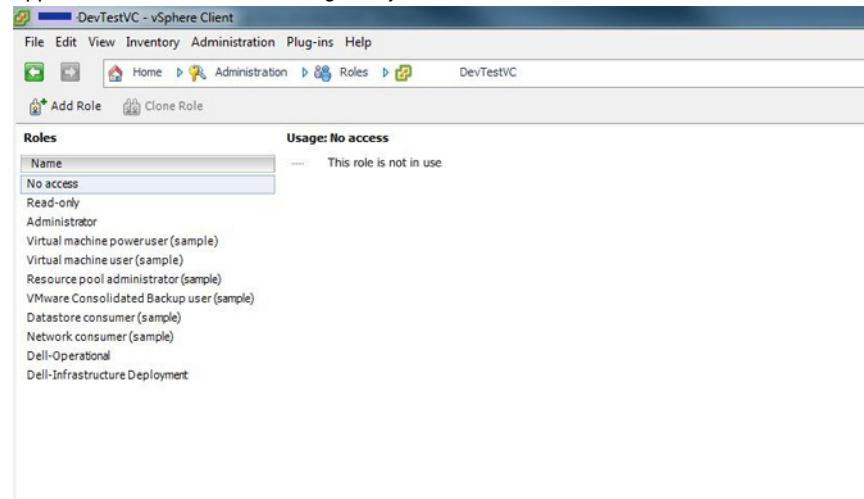 -DevTestVC - vSphere Client
File Edit View Inventory Administration Plug-ins Help
Home Administration Roles DevTestVC
Add Role Clone Role
Roles
Usage: No access
Name
This role is not in use
No access
Read-only
Administrator
Virtual machine power user (sample)
Virtual machine user (sample)
Resource pool administrator (sample)
VMware Consolidated Backup user (sample)
Datastore consumer (sample)
Network consumer (sample)
Dell-Operational
Dell-Infrastructure Deployment